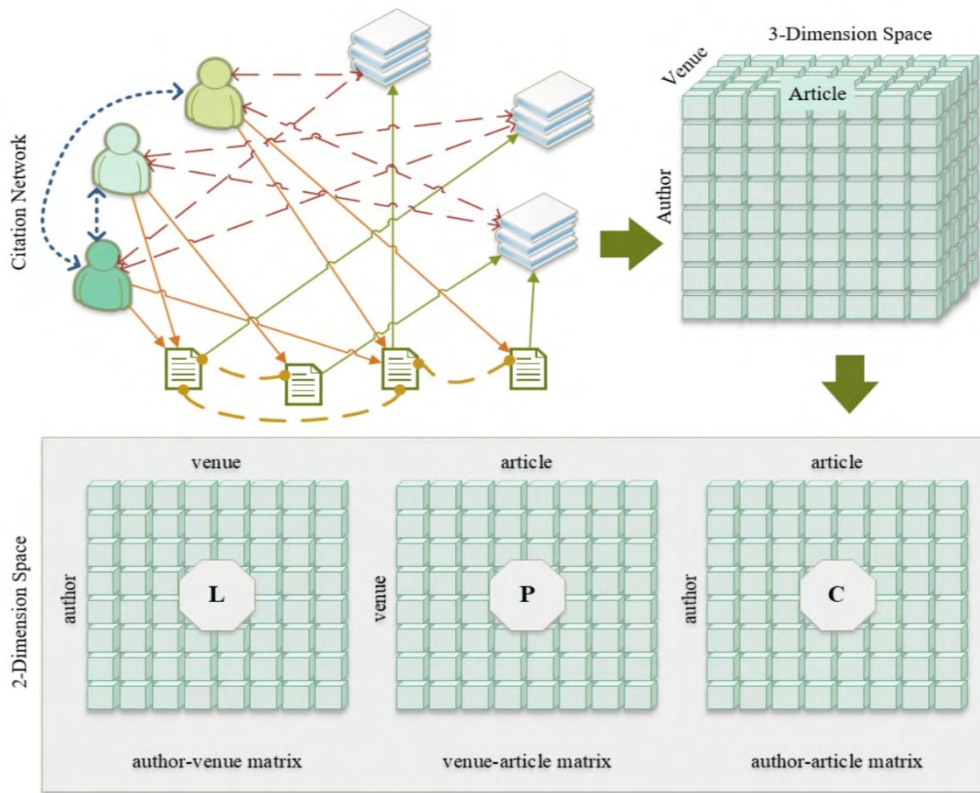 3-Dimension Space
Venue
Article
Author
Citation Network
venue
article
article
author
L
venue
P
author
C
2-Dimension Space
author-venue matrix
venue-article matrix
author-article matrix